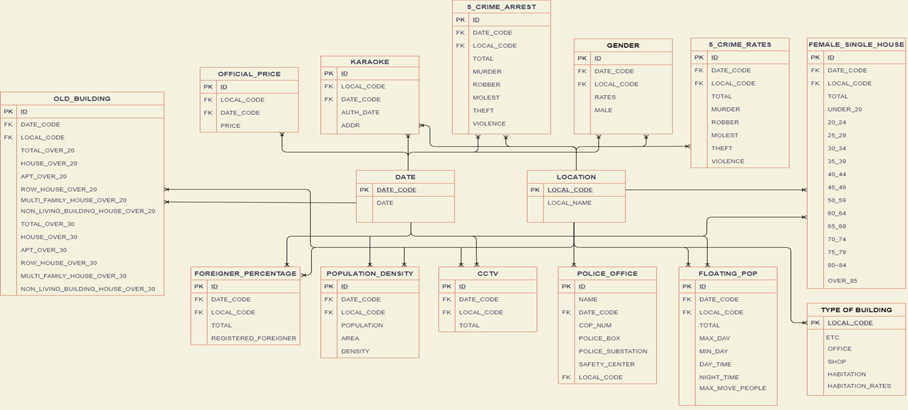 5_CRIME_ARREST
PK ID
FK DATE_CODE
FK LOCAL_CODE
TOTAL
MURDER
ROBBER
MOLEST
THEFT
VIOLENCE
GENDER
PK ID
FK DATE_CODE
FK LOCAL_CODE
RATES
MALE
5_CRIME_RATES
PK ID
FK DATE_CODE
FK LOCAL_CODE
TOTAL
MURDER
ROBBER
MOLEST
THEFT
VIOLENCE
FEMALE_SINGLE_HOUSE
PK ID
FK DATE_CODE
FK LOCAL_CODE
TOTAL
UNDER_20
20_24
25_29
30_34
35_39
40_44
45_49
50_59
60_64
65_69
70_74
75_79
80~84
OVER_85
KARAOKE
PK ID
FK LOCAL_CODE
FK DATE_CODE
AUTH_DATE
ADDR
OFFICIAL_PRICE
PK ID
FK LOCAL_CODE
FK DATE_CODE
PRICE
OLD_BUILDING
PK ID
FK DATE_CODE
FK LOCAL_CODE
TOTAL_OVER_20
HOUSE_OVER_20
APT_OVER_20
ROW_HOUSE_OVER_20
MULTI_FAMILY_HOUSE_OVER_20
NON_LIVING_BUILDING_HOUSE_OVER_20
TOTAL_OVER_30
HOUSE_OVER_30
APT_OVER_30
ROW_HOUSE_OVER_30
MULTI_FAMILY_HOUSE_OVER_30
NON_LIVING_BUILDING_HOUSE_OVER_30
DATE
PK DATE_CODE
DATE
LOCATION
PK LOCAL_CODE
LOCAL_NAME
FOREIGNER_PERCENTAGE
PK ID
FK DATE_CODE
FK LOCAL_CODE
TOTAL
REGISTERED_FOREIGNER
POPULATION_DENSITY
PK ID
FK DATE_CODE
FK LOCAL_CODE
POPULATION
AREA
DENSITY
CCTV
PK ID
FK DATE_CODE
FK LOCAL_CODE
TOTAL
POLICE_OFFICE
PK ID
NAME
FK DATE_CODE
COP_NUM
POLICE_BOX
POLICE_SUBSTATION
SAFETY_CENTER
FK LOCAL_CODE
FLOATING_POP
PK ID
FK DATE_CODE
FK LOCAL_CODE
TOTAL
MAX_DAY
MIN_DAY
DAY_TIME
NIGHT_TIME
MAX_MOVE_PEOPLE
TYPE OF BUILDING
PK LOCAL_CODE
ETC.
OFFICE
SHOP
HABITATION
HABITATION_RATES